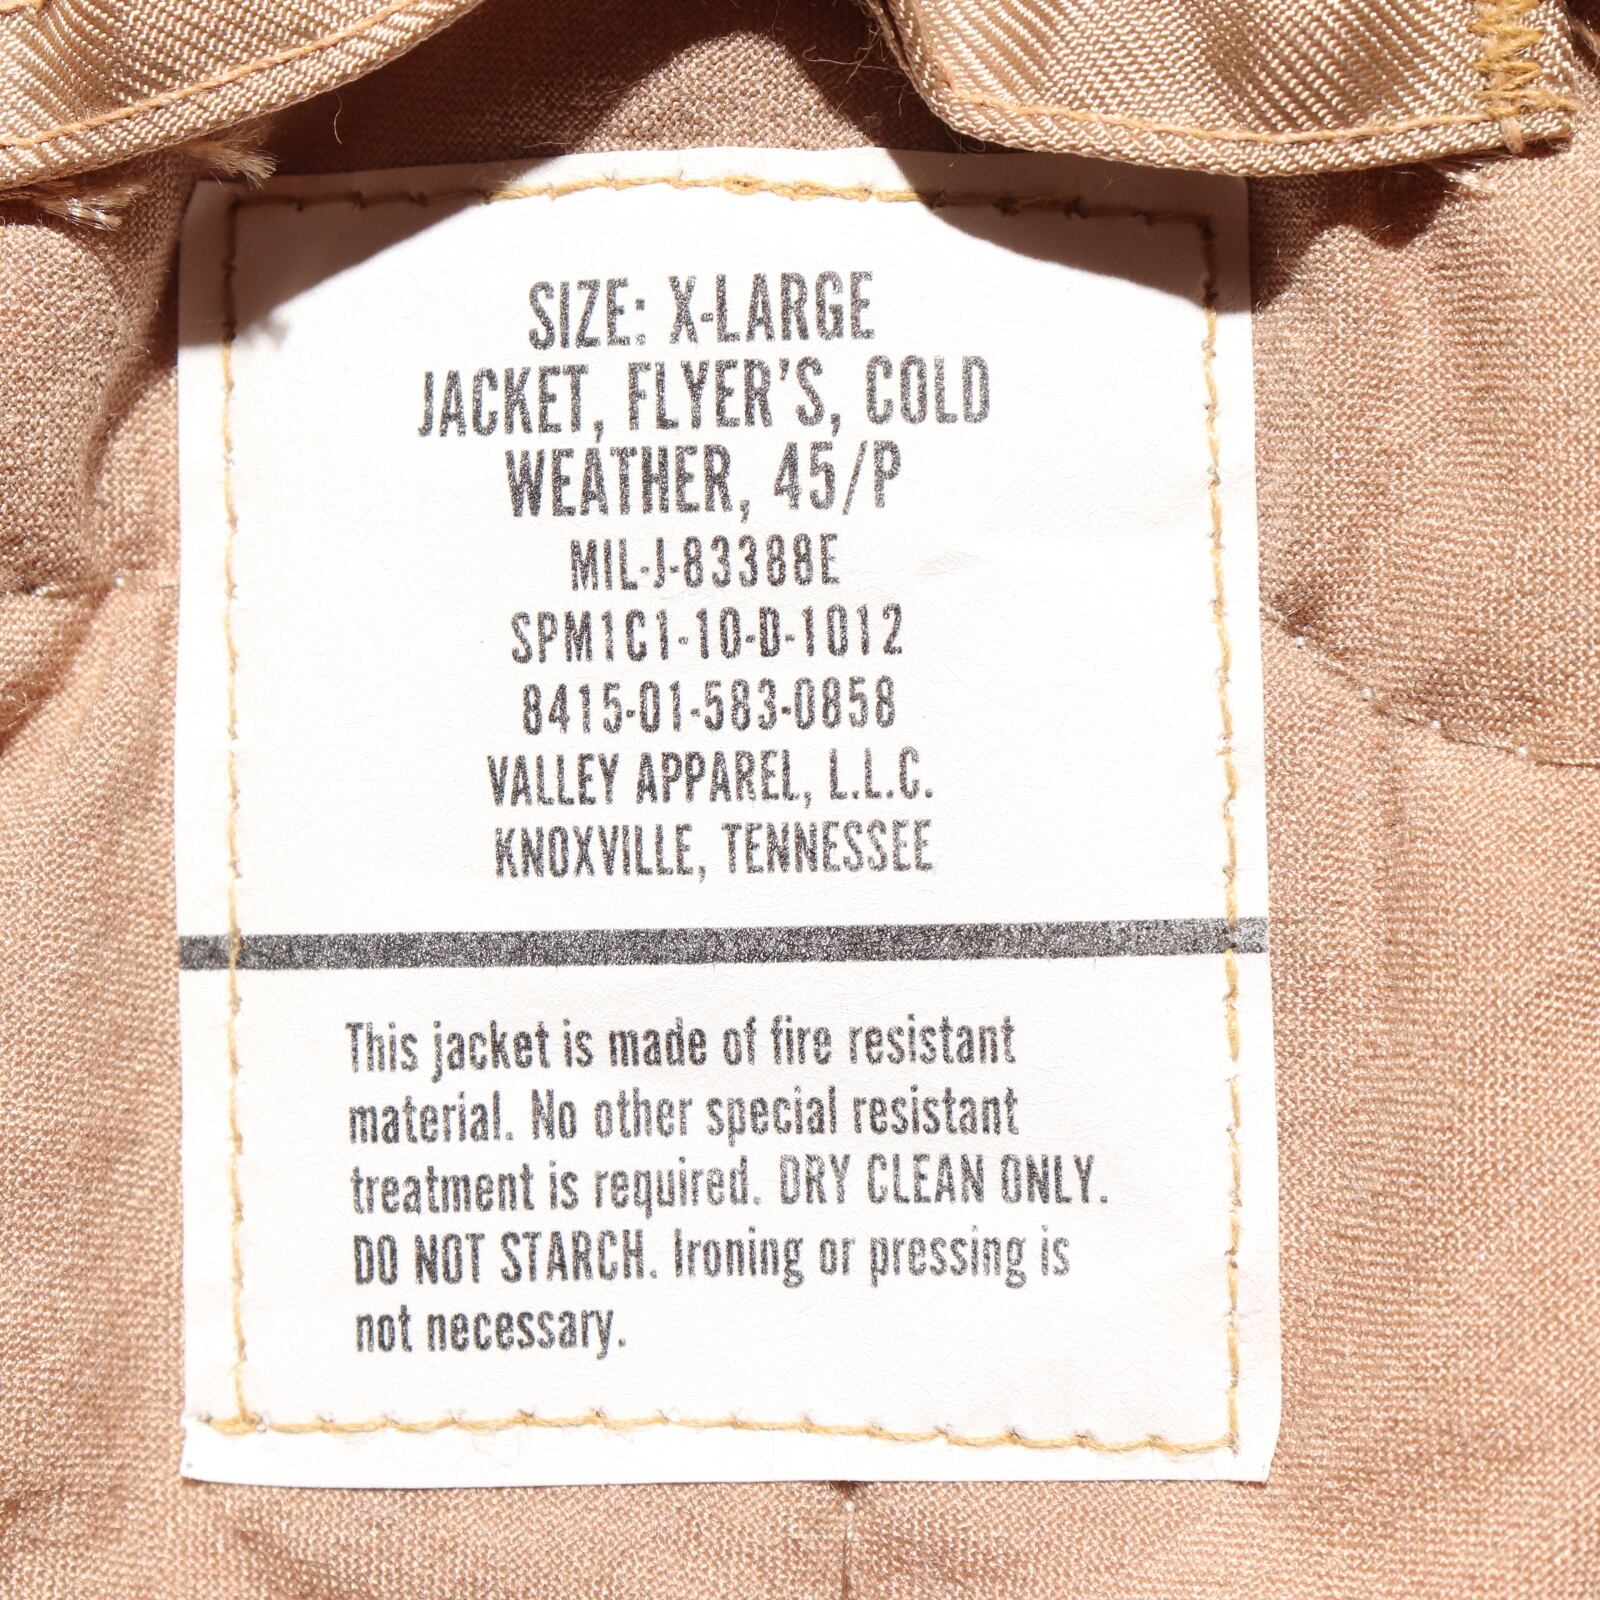 SIZE: X-LARGE
JACKET, FLYER'S, COLD
WEATHER, 45/P
MIL-J-83388E
SPM1C1-10-D-1012
8415-01-583-0858
VALLEY APPAREL, L.L.C.
KNOXVILLE, TENNESSEE
This jacket is made of fire resistant
material. No other special resistant
treatment is required. DRY CLEAN ONLY.
DO NOT STARCH. Ironing or pressing is
not necessary.